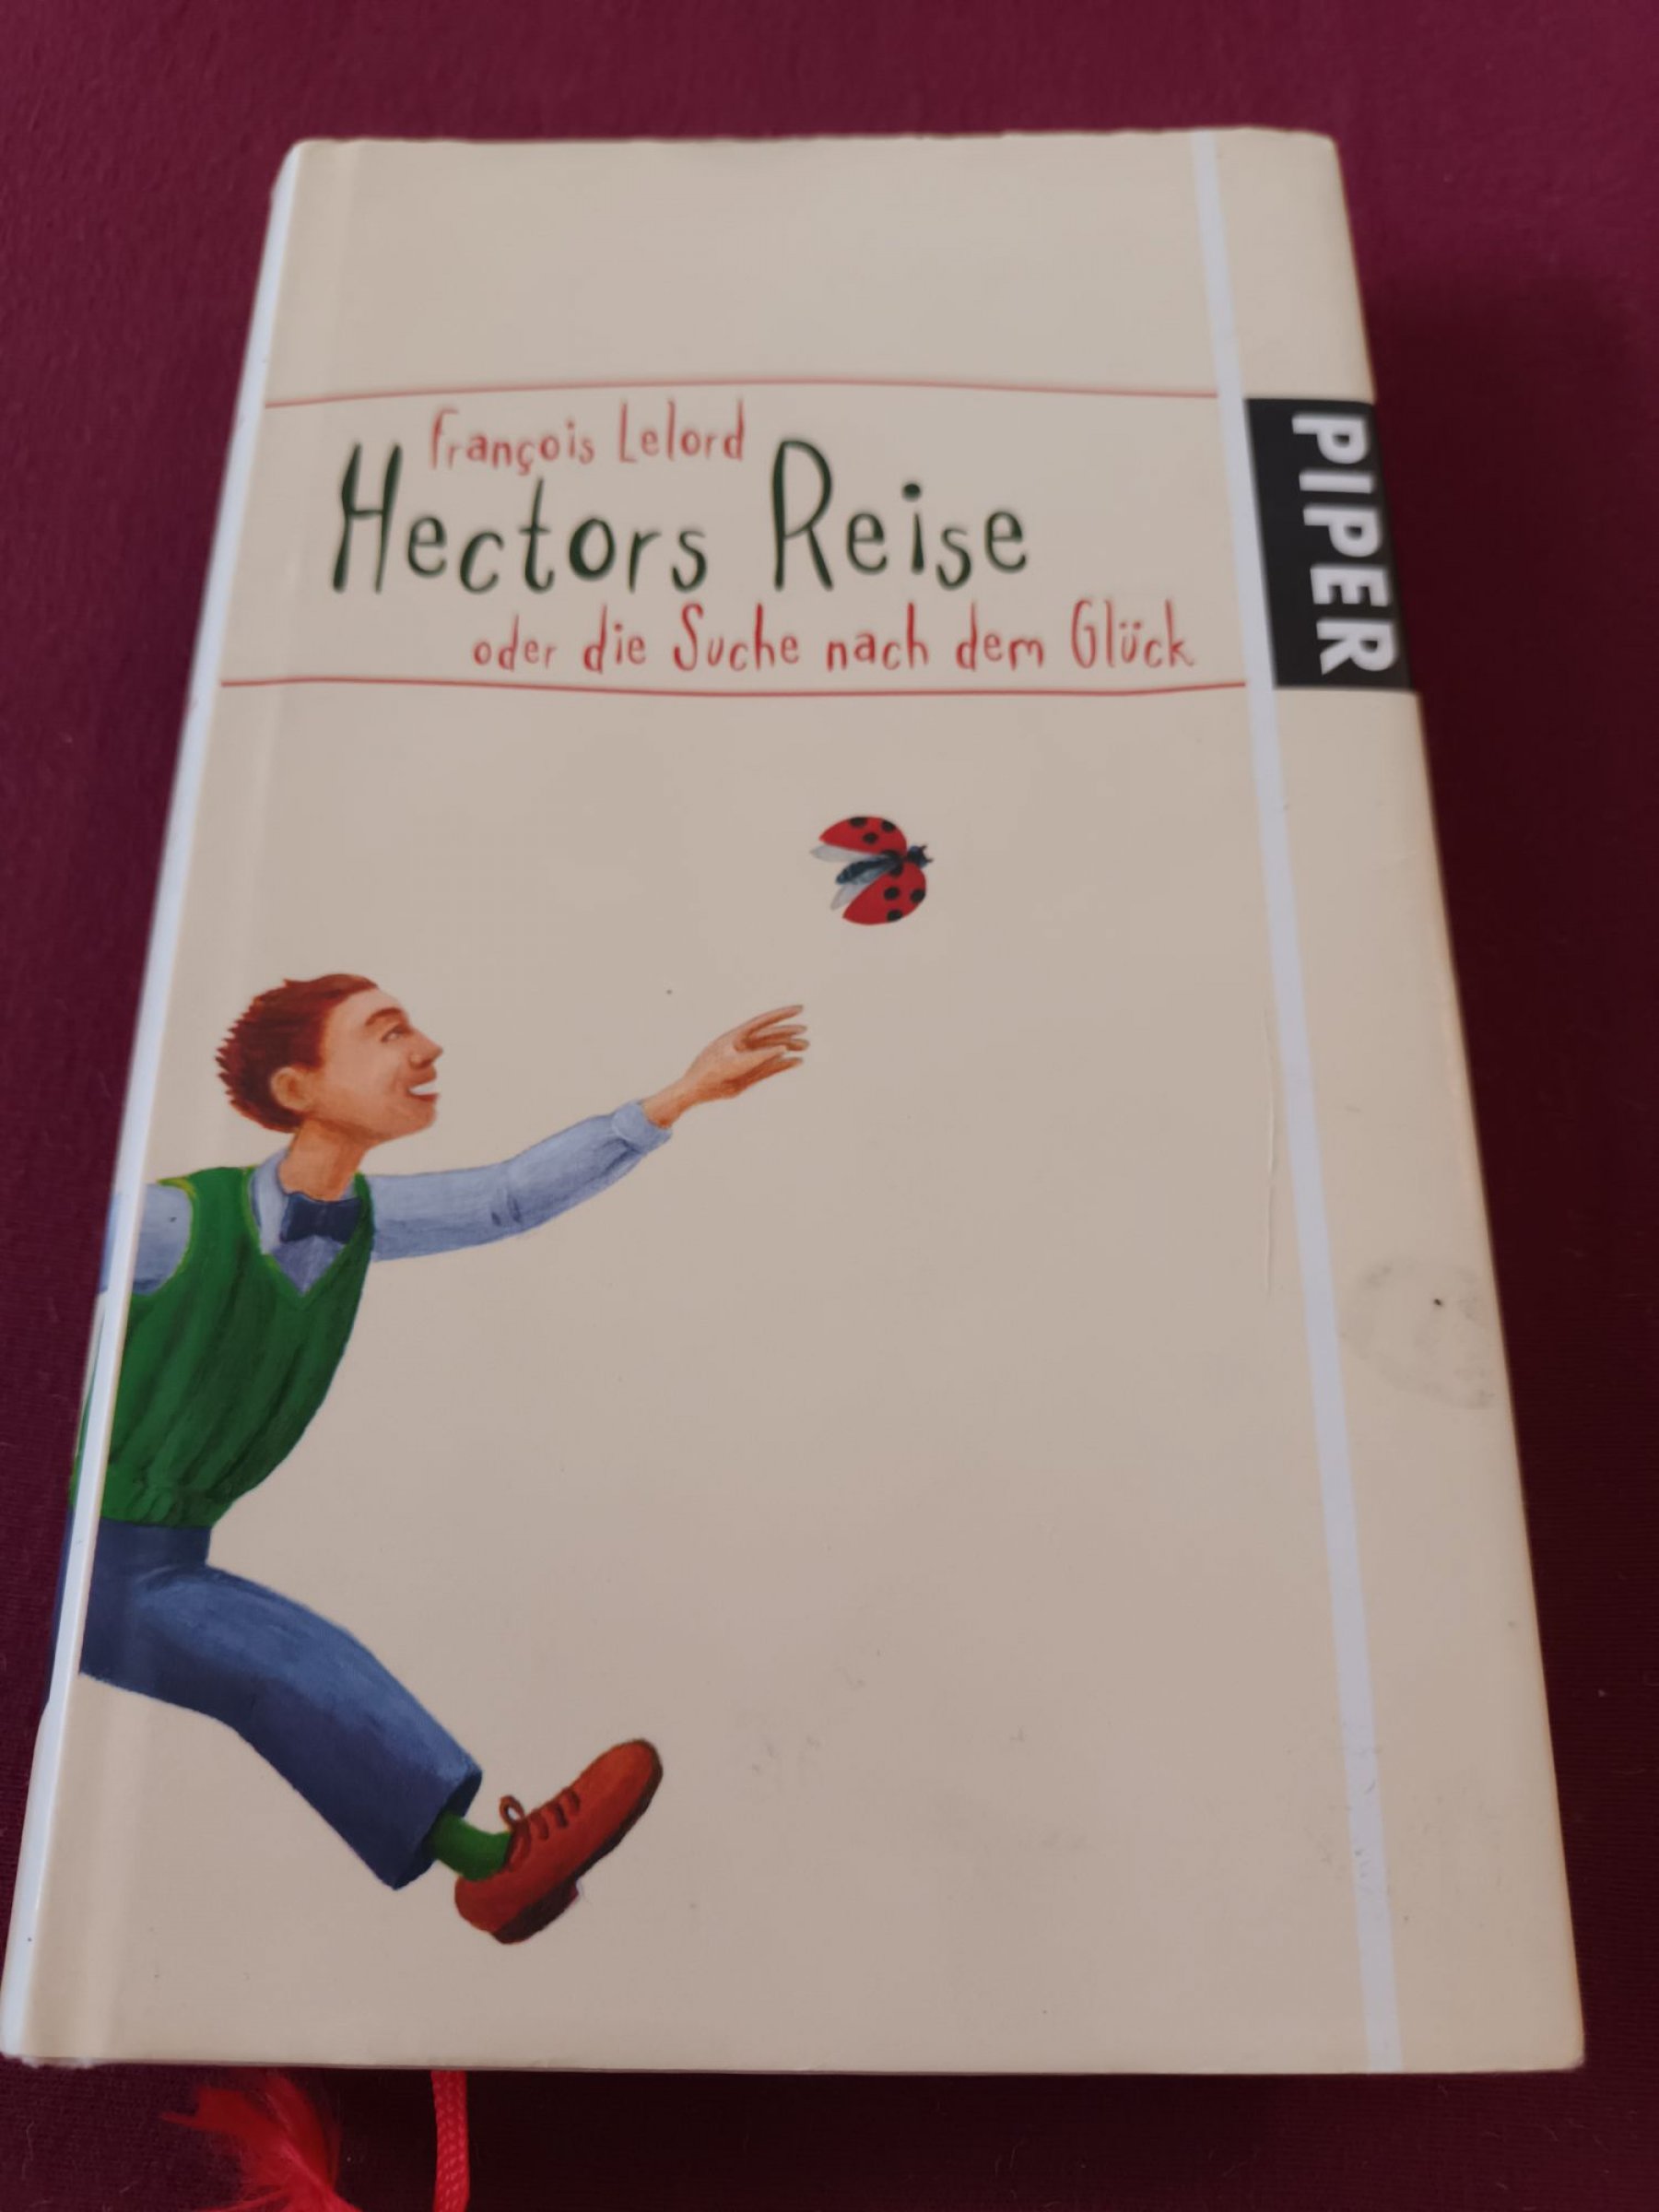 François Lelord
Hectors Reise
oder die Suche nach dem Glück
PIPER